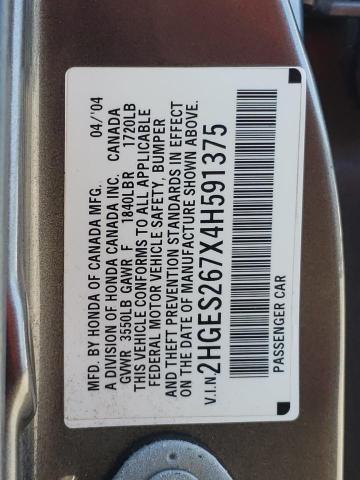 MFD. BY HONDA OF CANADA MFG. 04/'04
A DIVISION OF HONDA CANADA INC. CANADA
GVWR 3550LB GAWR F 1840LBR 1720LB
THIS VEHICLE CONFORMS TO ALL APPLICABLE
FEDERAL MOTOR VEHICLE SAFETY, BUMPER
AND THEFT PREVENTION STANDARDS IN EFFECT
ON THE DATE OF MANUFACTURE SHOWN ABOVE.
V.I.N. 2HGES267X4H591375
PASSENGER CAR